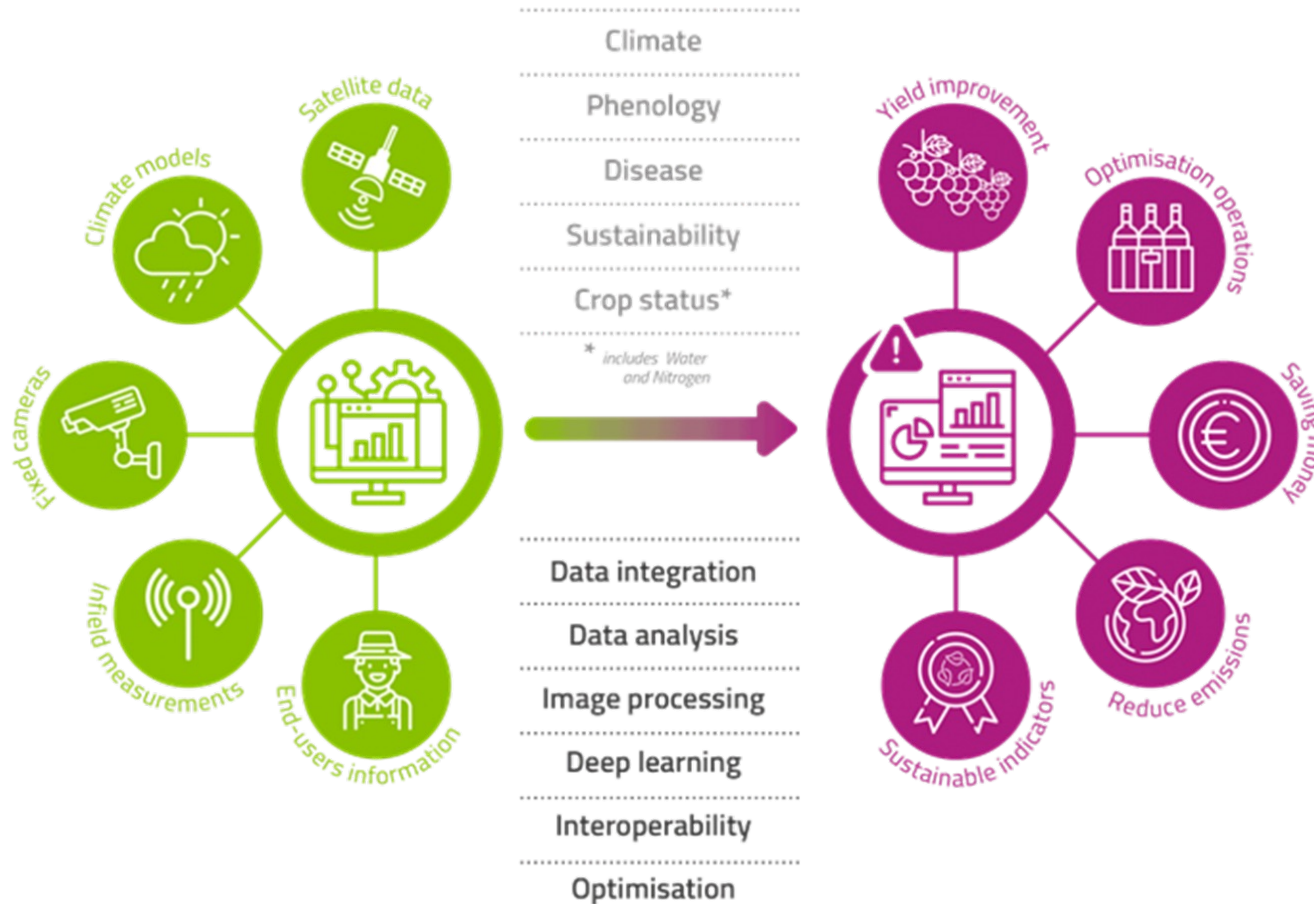 Satellite data
Climate models
Fixed cameras
Infield measurements
End-users information
Climate
Phenology
Disease
Sustainability
Crop status*
* includes Water
and Nitrogen
Data integration
Data analysis
Image processing
Deep learning
Interoperability
Optimisation
!
Yield improvement
Optimisation operations
€
Saving money
Reduce emissions
Sustainable indicators